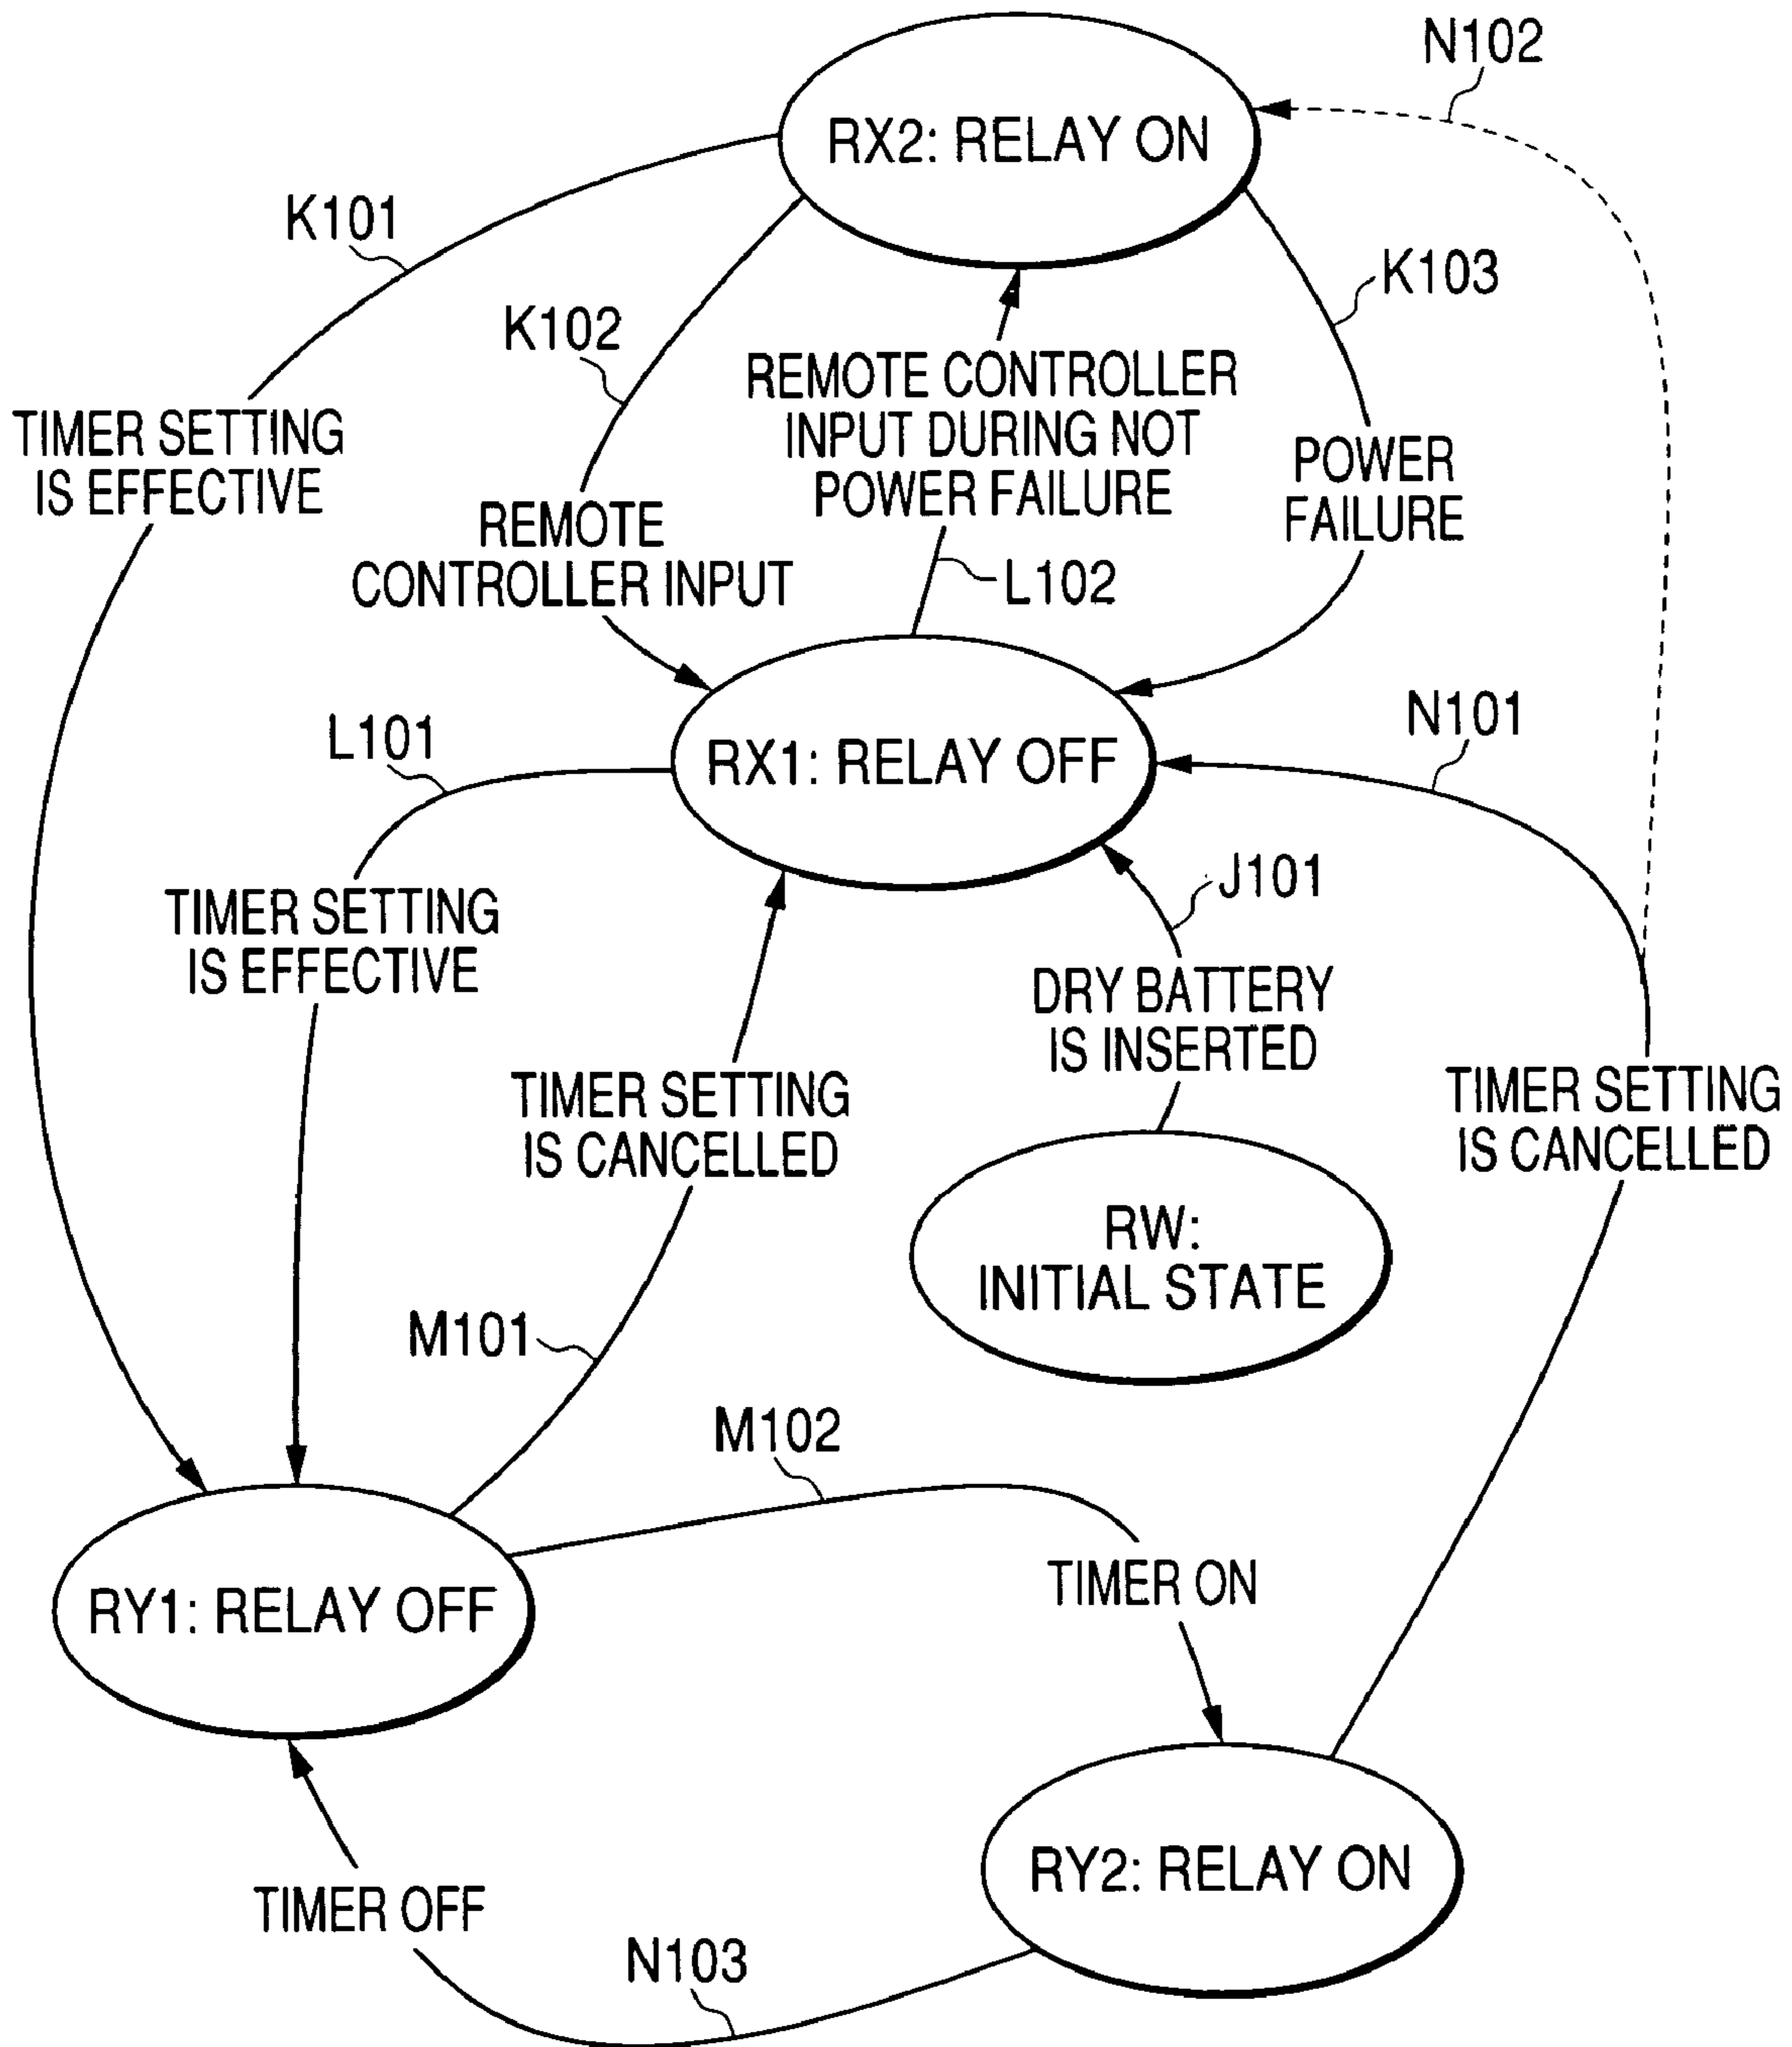 N102
RX2: RELAY ON
K101
K103
K102
REMOTE CONTROLLER
INPUT DURING NOT
POWER FAILURE
TIMER SETTING
IS EFFECTIVE
POWER
FAILURE
REMOTE
CONTROLLER INPUT
L102
N101
L101
RX1: RELAY OFF
J101
TIMER SETTING
IS EFFECTIVE
DRY BATTERY
IS INSERTED
TIMER SETTING
IS CANCELLED
TIMER SETTING
IS CANCELLED
RW:
INITIAL STATE
M101
M102
TIMER ON
RY1: RELAY OFF
RY2: RELAY ON
TIMER OFF
N103